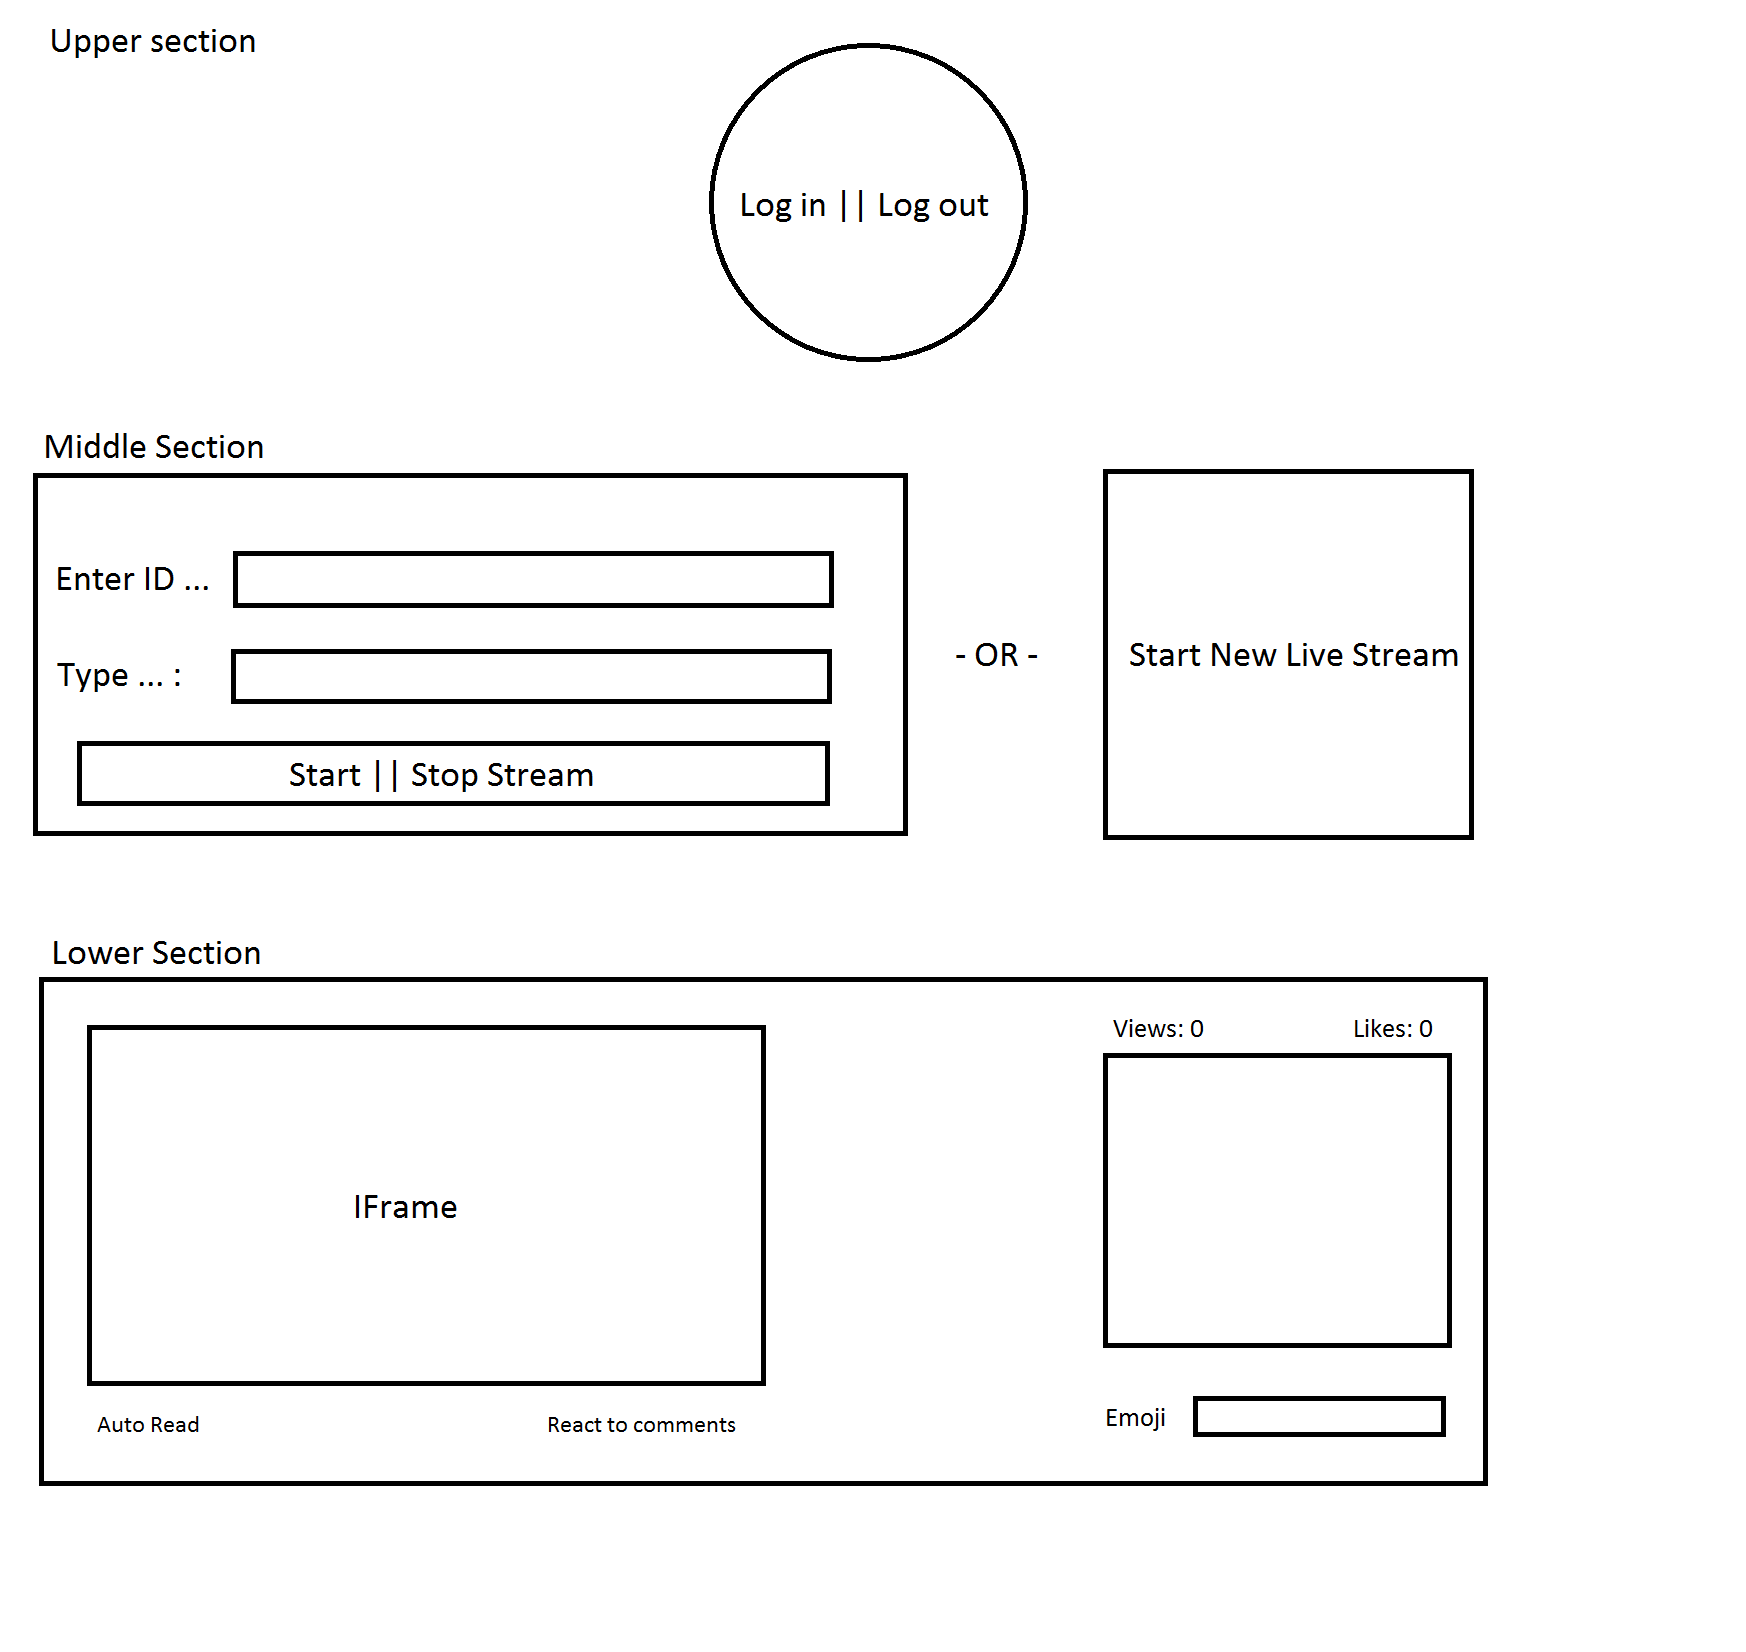 Upper section
Log in || Log out
Middle Section
Enter ID ...
Type ... :
Start || Stop Stream
- OR -
Start New Live Stream
Lower Section
Views: 0
Likes: 0
IFrame
Auto Read
React to comments
Emoji